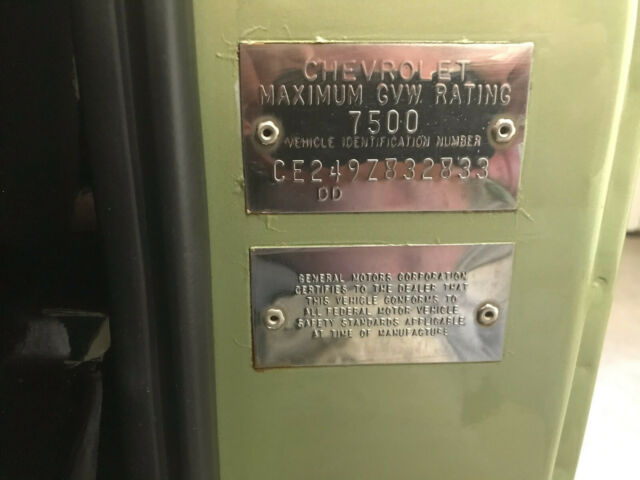 CHEVROLET
MAXIMUM GVW. RATING
7500
VEHICLE IDENTIFICATION NUMBER
CE249Z832833
DD
GENERAL MOTORS CORPORATION
CERTIFIES TO THE DEALER THAT
THIS VEHICLE CONFORMS TO
ALL FEDERAL MOTOR VEHICLE
SAFETY STANDARDS APPLICABLE
AT TIME OF MANUFACTURE